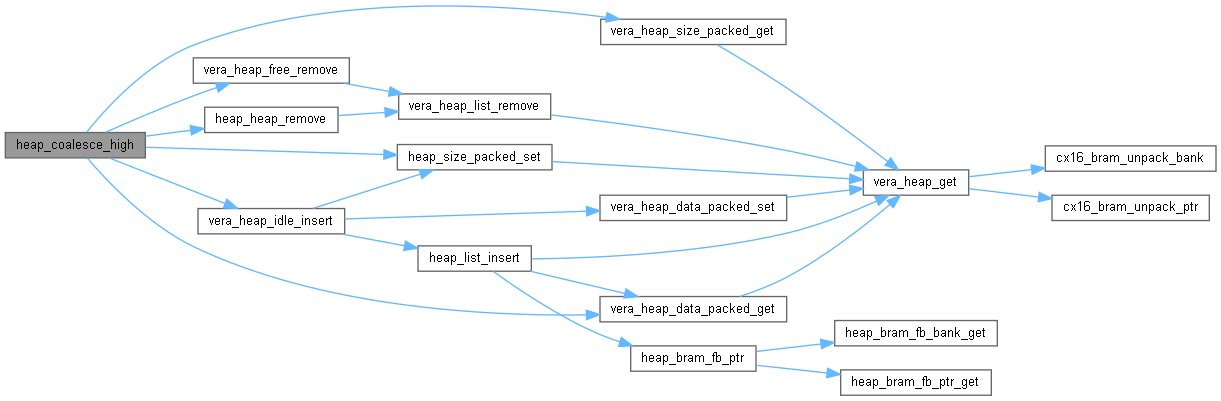 vera_heap_size_packed_get
vera_heap_free_remove
vera_heap_list_remove
heap_heap_remove
heap_coalesce_high
heap_size_packed_set
cx16_bram_unpack_bank
vera_heap_get
vera_heap_data_packed_set
cx16_bram_unpack_ptr
vera_heap_idle_insert
heap_list_insert
vera_heap_data_packed_get
heap_bram_fb_bank_get
heap_bram_fb_ptr
heap_bram_fb_ptr_get